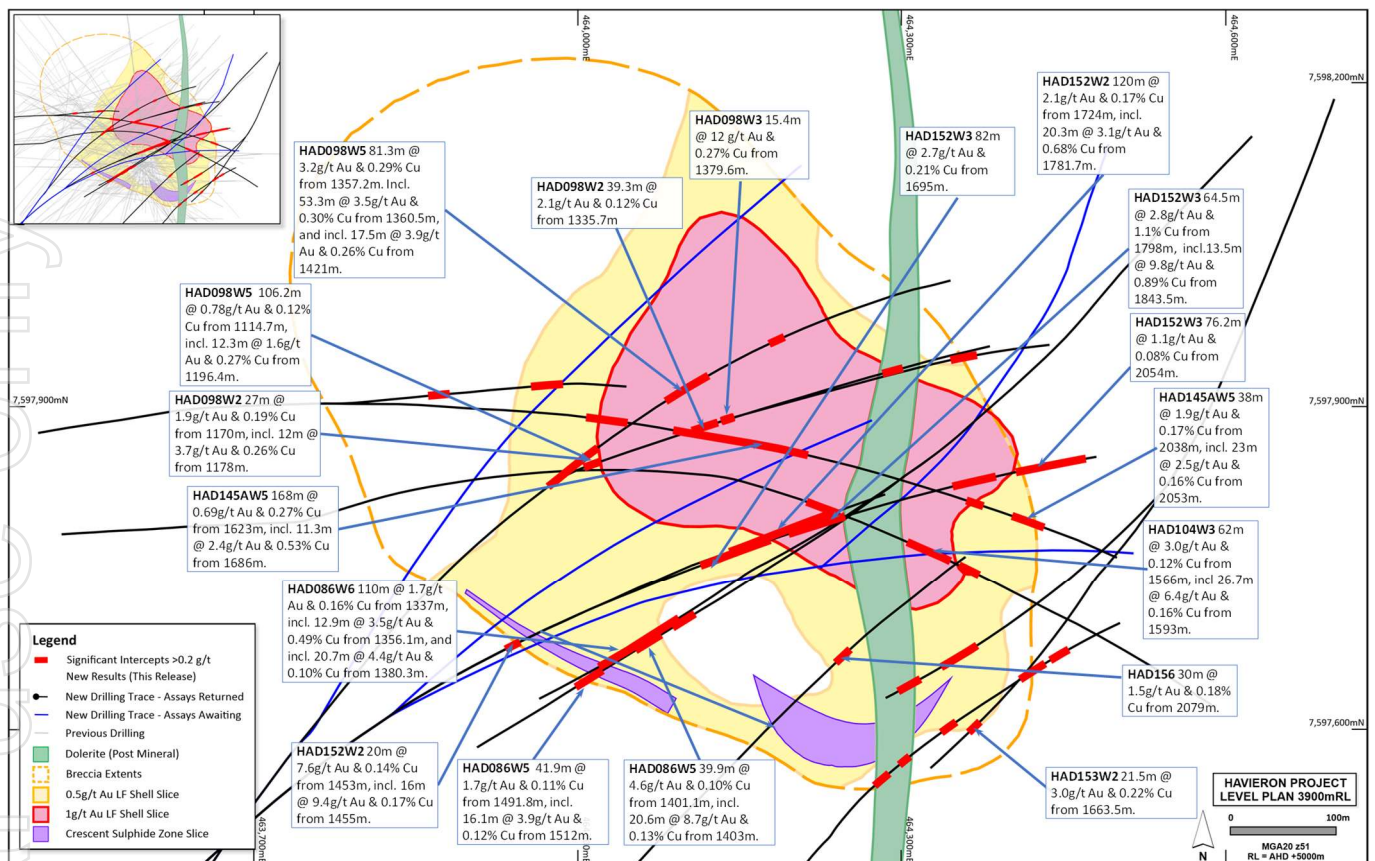 464,000mE
464,300mE
464,600mE
7,598,200mN
HAD152W2 120m @
2.1g/t Au & 0.17% Cu
from 1724m, incl.
20.3m @ 3.1g/t Au &
0.68% Cu from
1781.7m.
HAD098W3 15.4m
@ 12 g/t Au &
0.27% Cu from
1379.6m.
HAD152W3 82m
@ 2.7g/t Au &
0.21% Cu from
1695m.
HAD098W5 81.3m @
3.2g/t Au & 0.29% Cu
from 1357.2m. Incl.
53.3m @ 3.5g/t Au &
0.30% Cu from 1360.5m,
and incl. 17.5m @ 3.9g/t
Au & 0.26% Cu from
1421m.
HAD098W2 39.3m @
2.1g/t Au & 0.12% Cu
from 1335.7m
HAD152W3 64.5m
@ 2.8g/t Au &
1.1% Cu from
1798m, incl.13.5m
@ 9.8g/t Au &
0.89% Cu from
1843.5m.
HAD098W5 106.2m
@ 0.78g/t Au & 0.12%
Cu from 1114.7m,
incl. 12.3m @ 1.6g/t
Au & 0.27% Cu from
1196.4m.
HAD152W3 76.2m
@ 1.1g/t Au &
0.08% Cu from
2054m.
7,597,900mN
7,597,900mN
HAD098W2 27m @
1.9g/t Au & 0.19% Cu
from 1170m, incl. 12m @
3.7g/t Au & 0.26% Cu
from 1178m.
HAD145AW5 38m
@ 1.9g/t Au &
0.17% Cu from
2038m, incl. 23m
@ 2.5g/t Au &
0.16% Cu from
2053m.
HAD145AW5 168m @
0.69g/t Au & 0.27% Cu
from 1623m, incl. 11.3m
@ 2.4g/t Au & 0.53% Cu
from 1686m.
HAD104W3 62m
@ 3.0g/t Au &
0.12% Cu from
1566m, incl 26.7m
@ 6.4g/t Au &
0.16% Cu from
1593m.
HAD086W6 110m @ 1.7g/t
Au & 0.16% Cu from 1337m,
incl. 12.9m @ 3.5g/t Au &
0.49% Cu from 1356.1m, and
incl. 20.7m @ 4.4g/t Au &
0.10% Cu from 1380.3m.
HAD156 30m @
1.5g/t Au & 0.18%
Cu from 2079m.
7,597,600mN
Legend
Significant Intercepts >0.2 g/t
New Results (This Release)
New Drilling Trace - Assays Returned
New Drilling Trace - Assays Awaiting
Previous Drilling
Dolerite (Post Mineral)
Breccia Extents
0.5g/t Au LF Shell Slice
1g/t Au LF Shell Slice
Crescent Sulphide Zone Slice
HAD152W2 20m @
7.6g/t Au & 0.14% Cu
from 1453m, incl. 16m
@ 9.4g/t Au & 0.17% Cu
from 1455m.
HAD086W5 41.9m @
1.7g/t Au & 0.11% Cu
from 1491.8m, incl.
16.1m @ 3.9g/t Au &
0.12% Cu from 1512m.
HAD086W5 39.9m @
4.6g/t Au & 0.10% Cu
from 1401.1m, incl.
20.6m @ 8.7g/t Au &
0.13% Cu from 1403m.
HAD153W2 21.5m @
3.0g/t Au & 0.22% Cu
from 1663.5m.
HAVIERON PROJECT
LEVEL PLAN 3900mRL
0
100m
MGA20 z51
RL = AHD +5000m
N
463,700mE
464,300mE